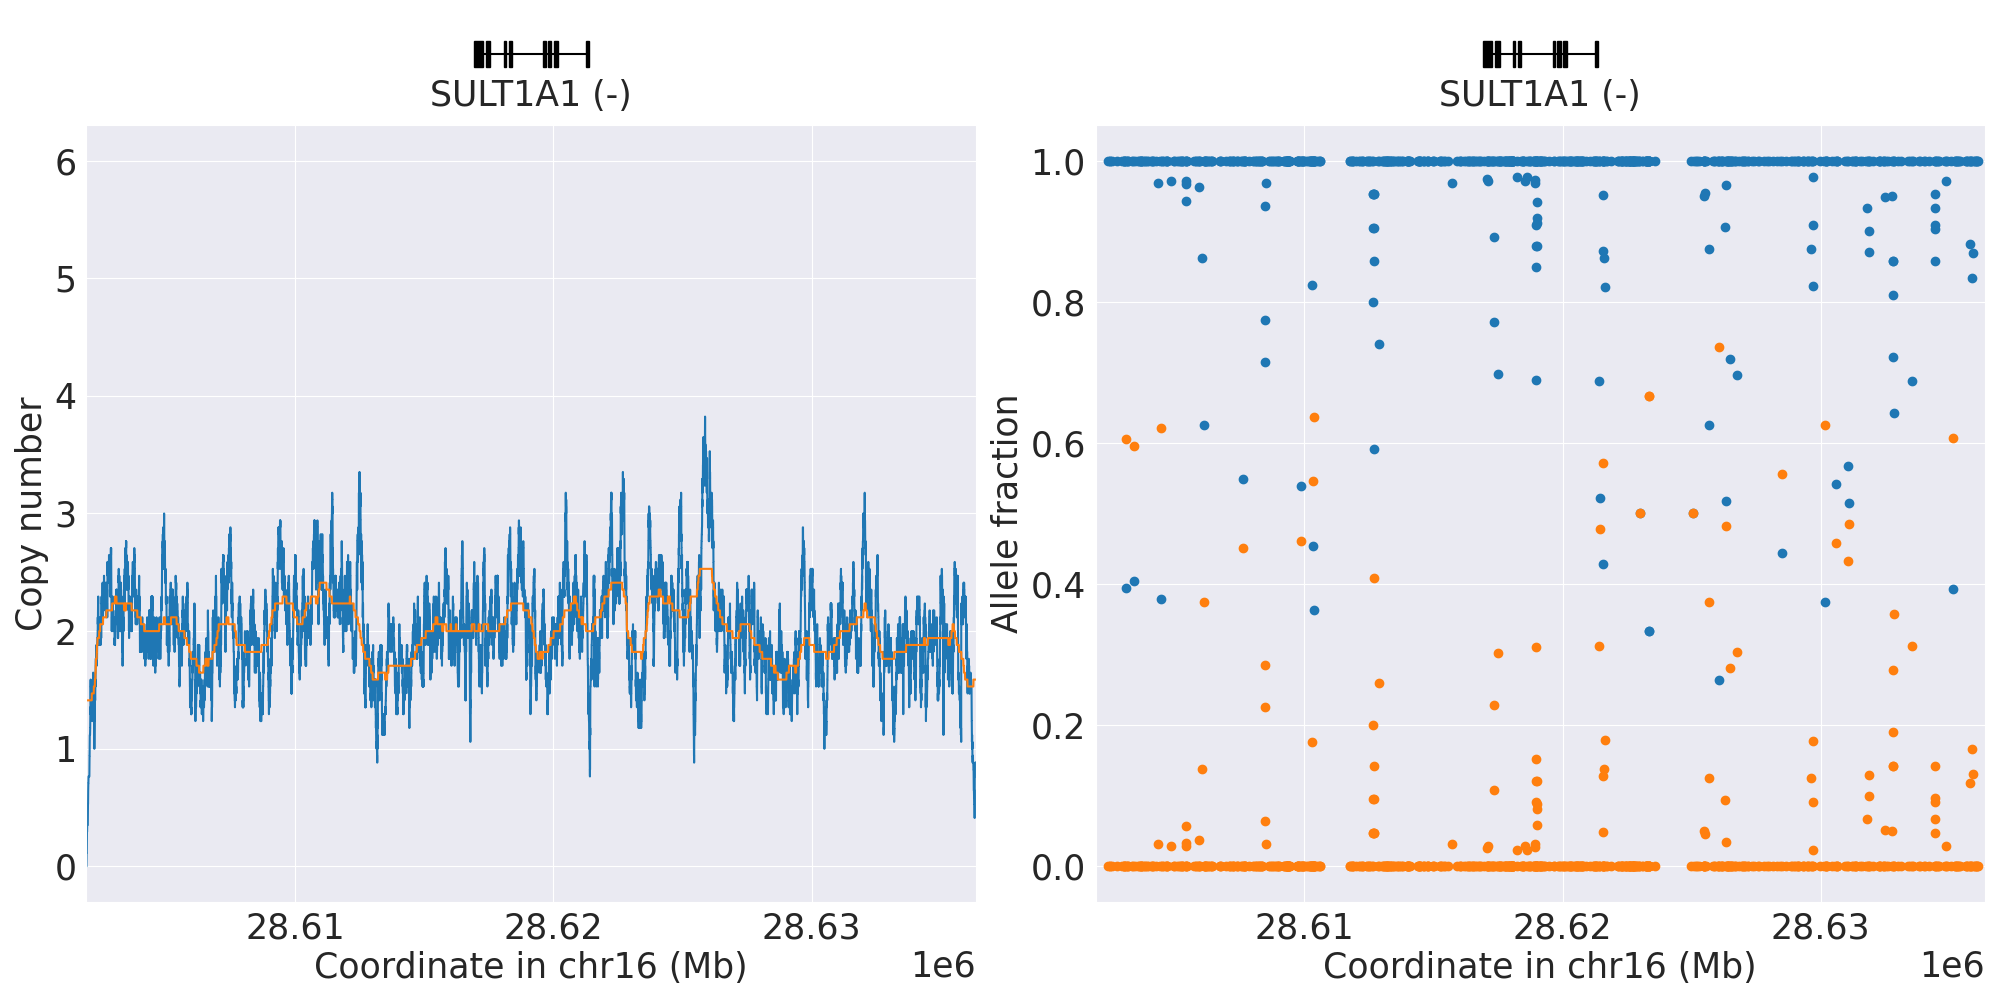 SULT1A1 (-)
6
5
4
3
2
1
0
Copy number
28.61
28.62
28.63
Coordinate in chr16 (Mb)
1e6
SULT1A1 (-)
1.0
0.8
0.6
0.4
0.2
0.0
Allele fraction
28.61
28.62
28.63
Coordinate in chr16 (Mb)
1e6